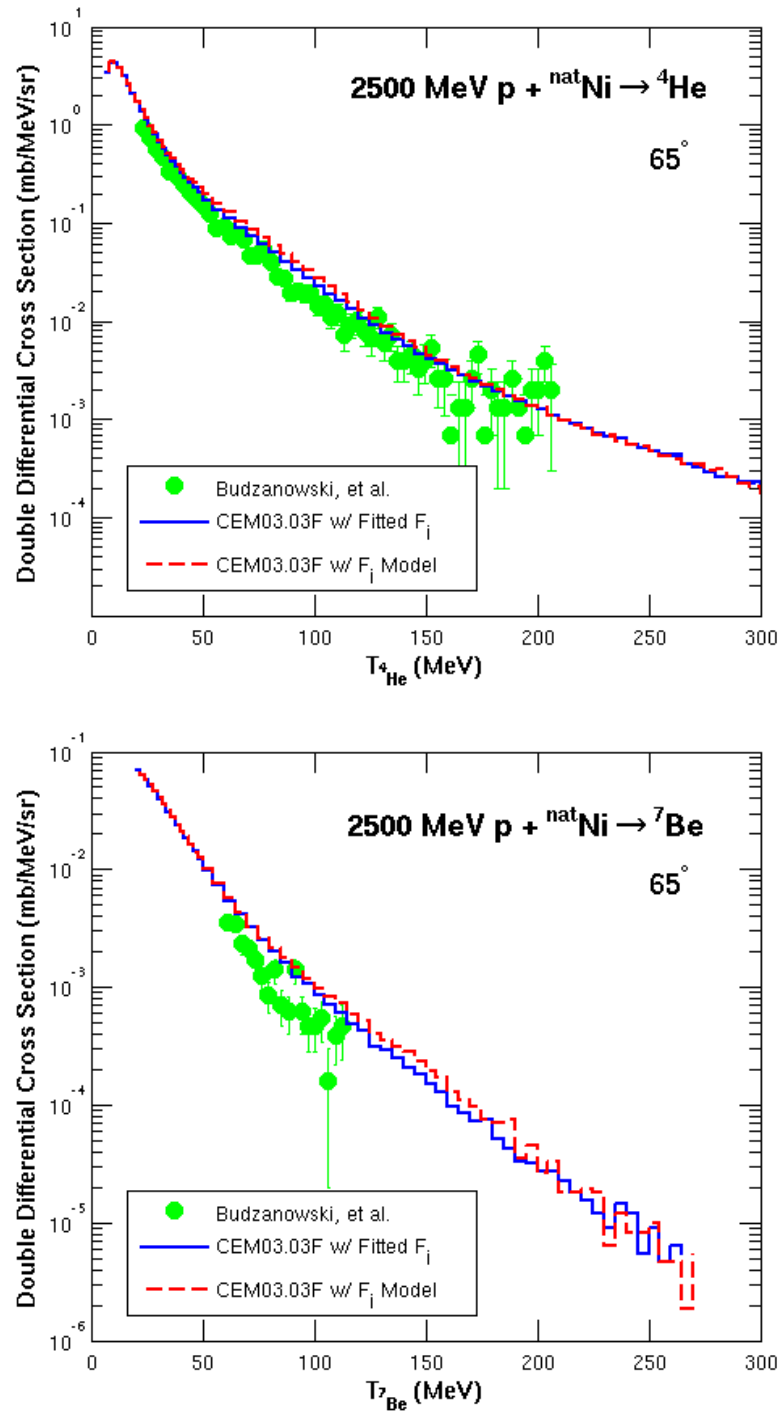 Double Differential Cross Section (mb/MeV/sr)
10¹
10⁰
10⁻¹
10⁻²
10⁻³
10⁻⁴
2500 MeV p + ⁿᵃᵗNi → ⁴He
65°
Budzanowski, et al.
CEM03.03F w/ Fitted Fᵢ
CEM03.03F w/ Fᵢ Model
0 50 100 150 200 250 300
T⁴He (MeV)
Double Differential Cross Section (mb/MeV/sr)
10⁻¹
10⁻²
10⁻³
10⁻⁴
10⁻⁵
10⁻⁶
2500 MeV p + ⁿᵃᵗNi → ⁷Be
65°
Budzanowski, et al.
CEM03.03F w/ Fitted Fᵢ
CEM03.03F w/ Fᵢ Model
0 50 100 150 200 250 300
T⁷Be (MeV)